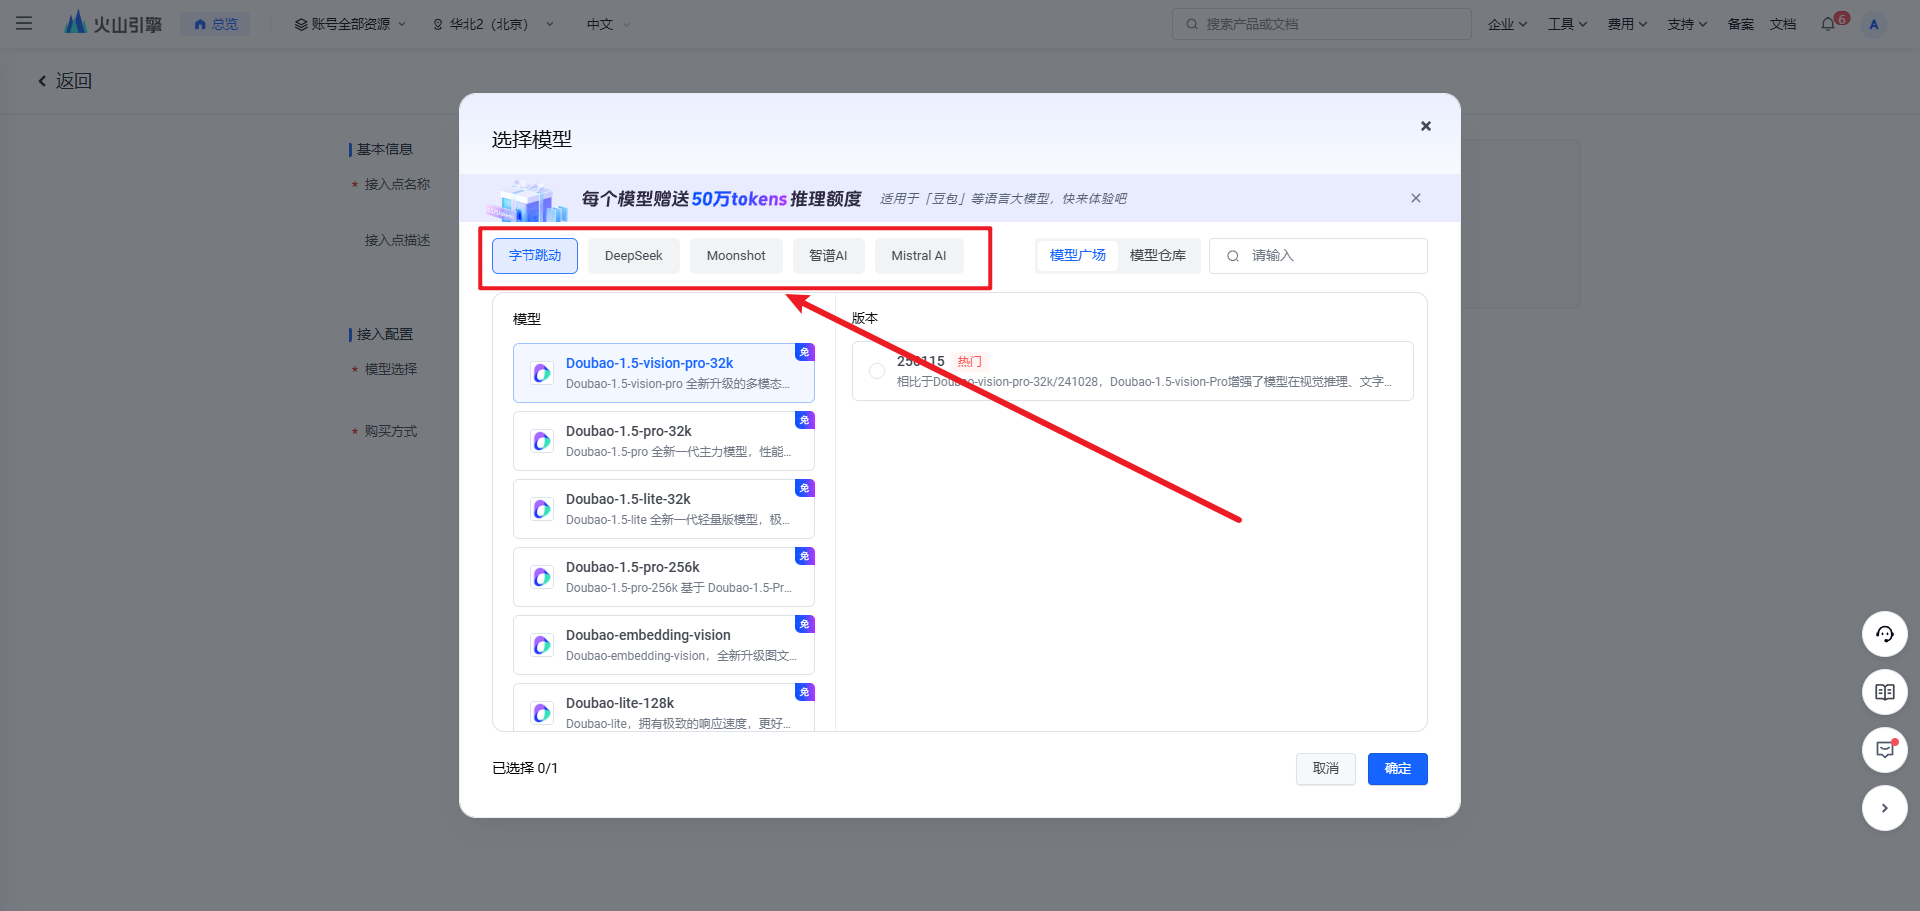 火山引擎
总览
账号全部资源
华北2（北京）
中文
搜索产品或文档
企业
工具
费用
支持
备案
文档
6
A
返回
基本信息
* 接入点名称
接入点描述
接入配置
* 模型选择
* 购买方式
选择模型
每个模型赠送50万tokens推理额度
适用于「豆包」等语言大模型，快来体验吧
字节跳动
DeepSeek
Moonshot
智谱AI
Mistral AI
模型广场
模型仓库
请输入
模型
Doubao-1.5-vision-pro-32k
免
Doubao-1.5-vision-pro 全新升级的多模态...
Doubao-1.5-pro-32k
免
Doubao-1.5-pro 全新一代主力模型，性能...
Doubao-1.5-lite-32k
免
Doubao-1.5-lite 全新一代轻量版模型，极...
Doubao-1.5-pro-256k
免
Doubao-1.5-pro-256k 基于 Doubao-1.5-Pr...
Doubao-embedding-vision
免
Doubao-embedding-vision，全新升级图文...
Doubao-lite-128k
免
Doubao-lite，拥有极致的响应速度，更好...
版本
250115
热门
相比于Doubao-vision-pro-32k/241028，Doubao-1.5-vision-Pro增强了模型在视觉推理、文字...
已选择 0/1
取消
确定